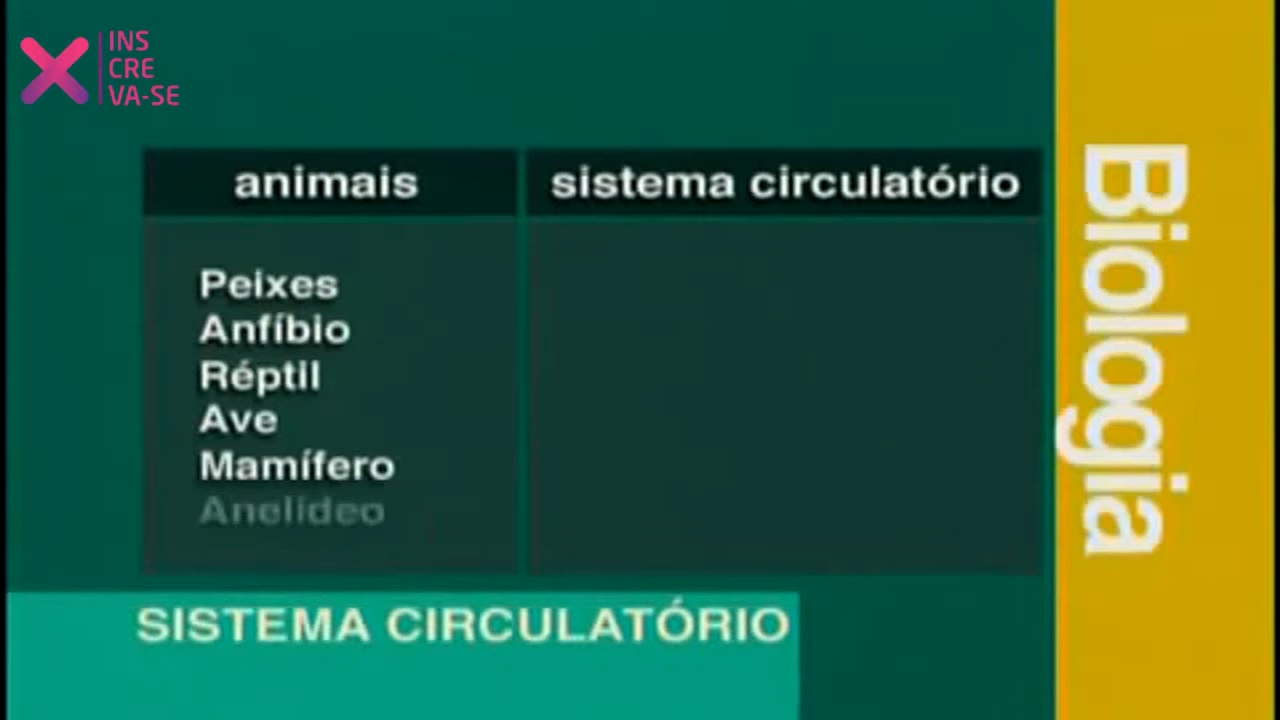 INS
CRE
VA-SE
animais
sistema circulatório
Peixes
Anfíbio
Réptil
Ave
Mamífero
Anelídeo
SISTEMA CIRCULATÓRIO
Biologia